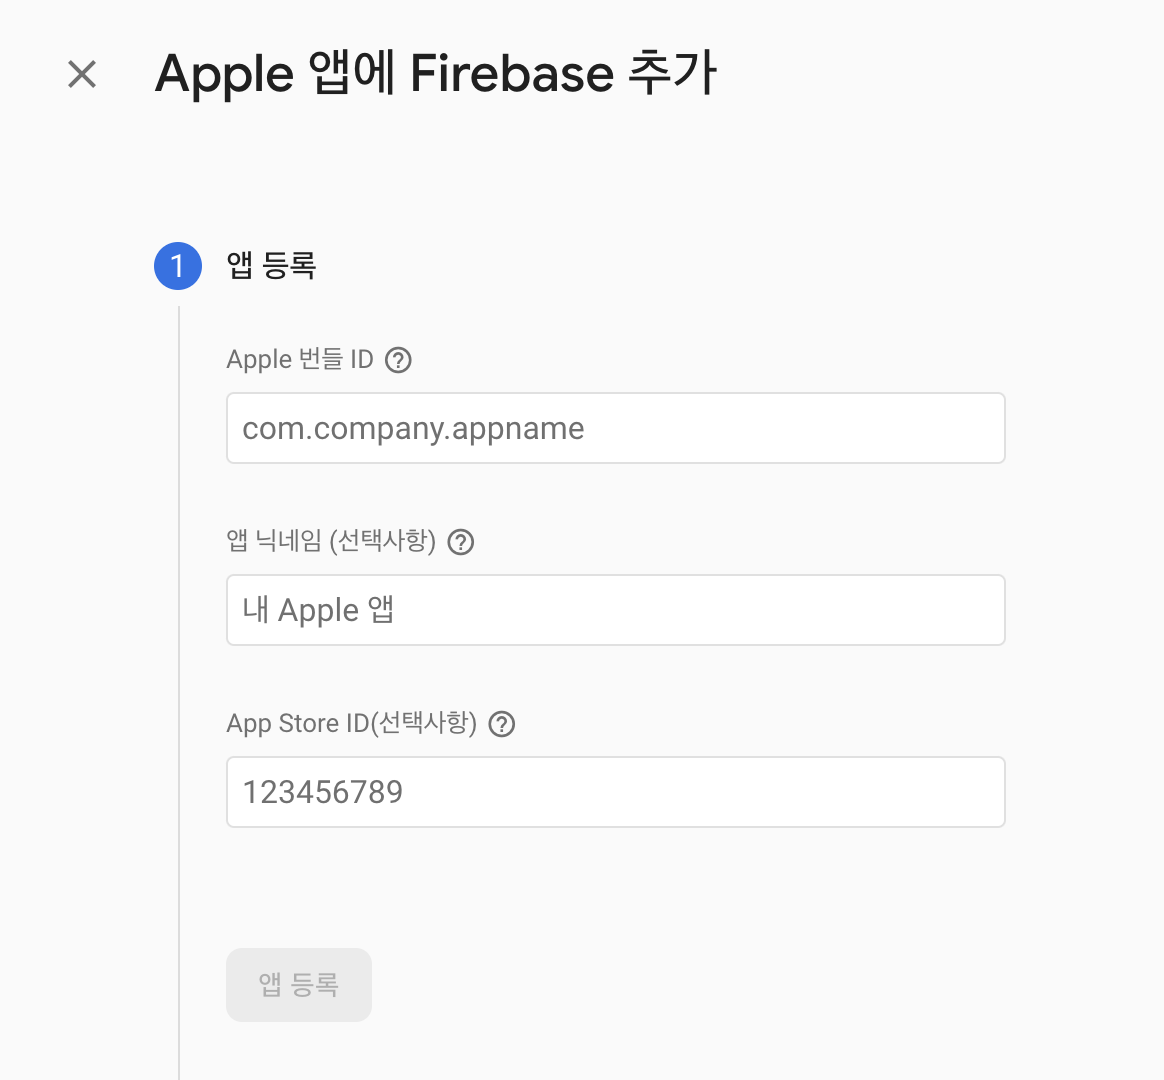 Apple 앱에 Firebase 추가
1 앱 등록
Apple 번들 ID ?
com.company.appname
앱 닉네임 (선택사항) ?
내 Apple 앱
App Store ID(선택사항) ?
123456789
앱 등록